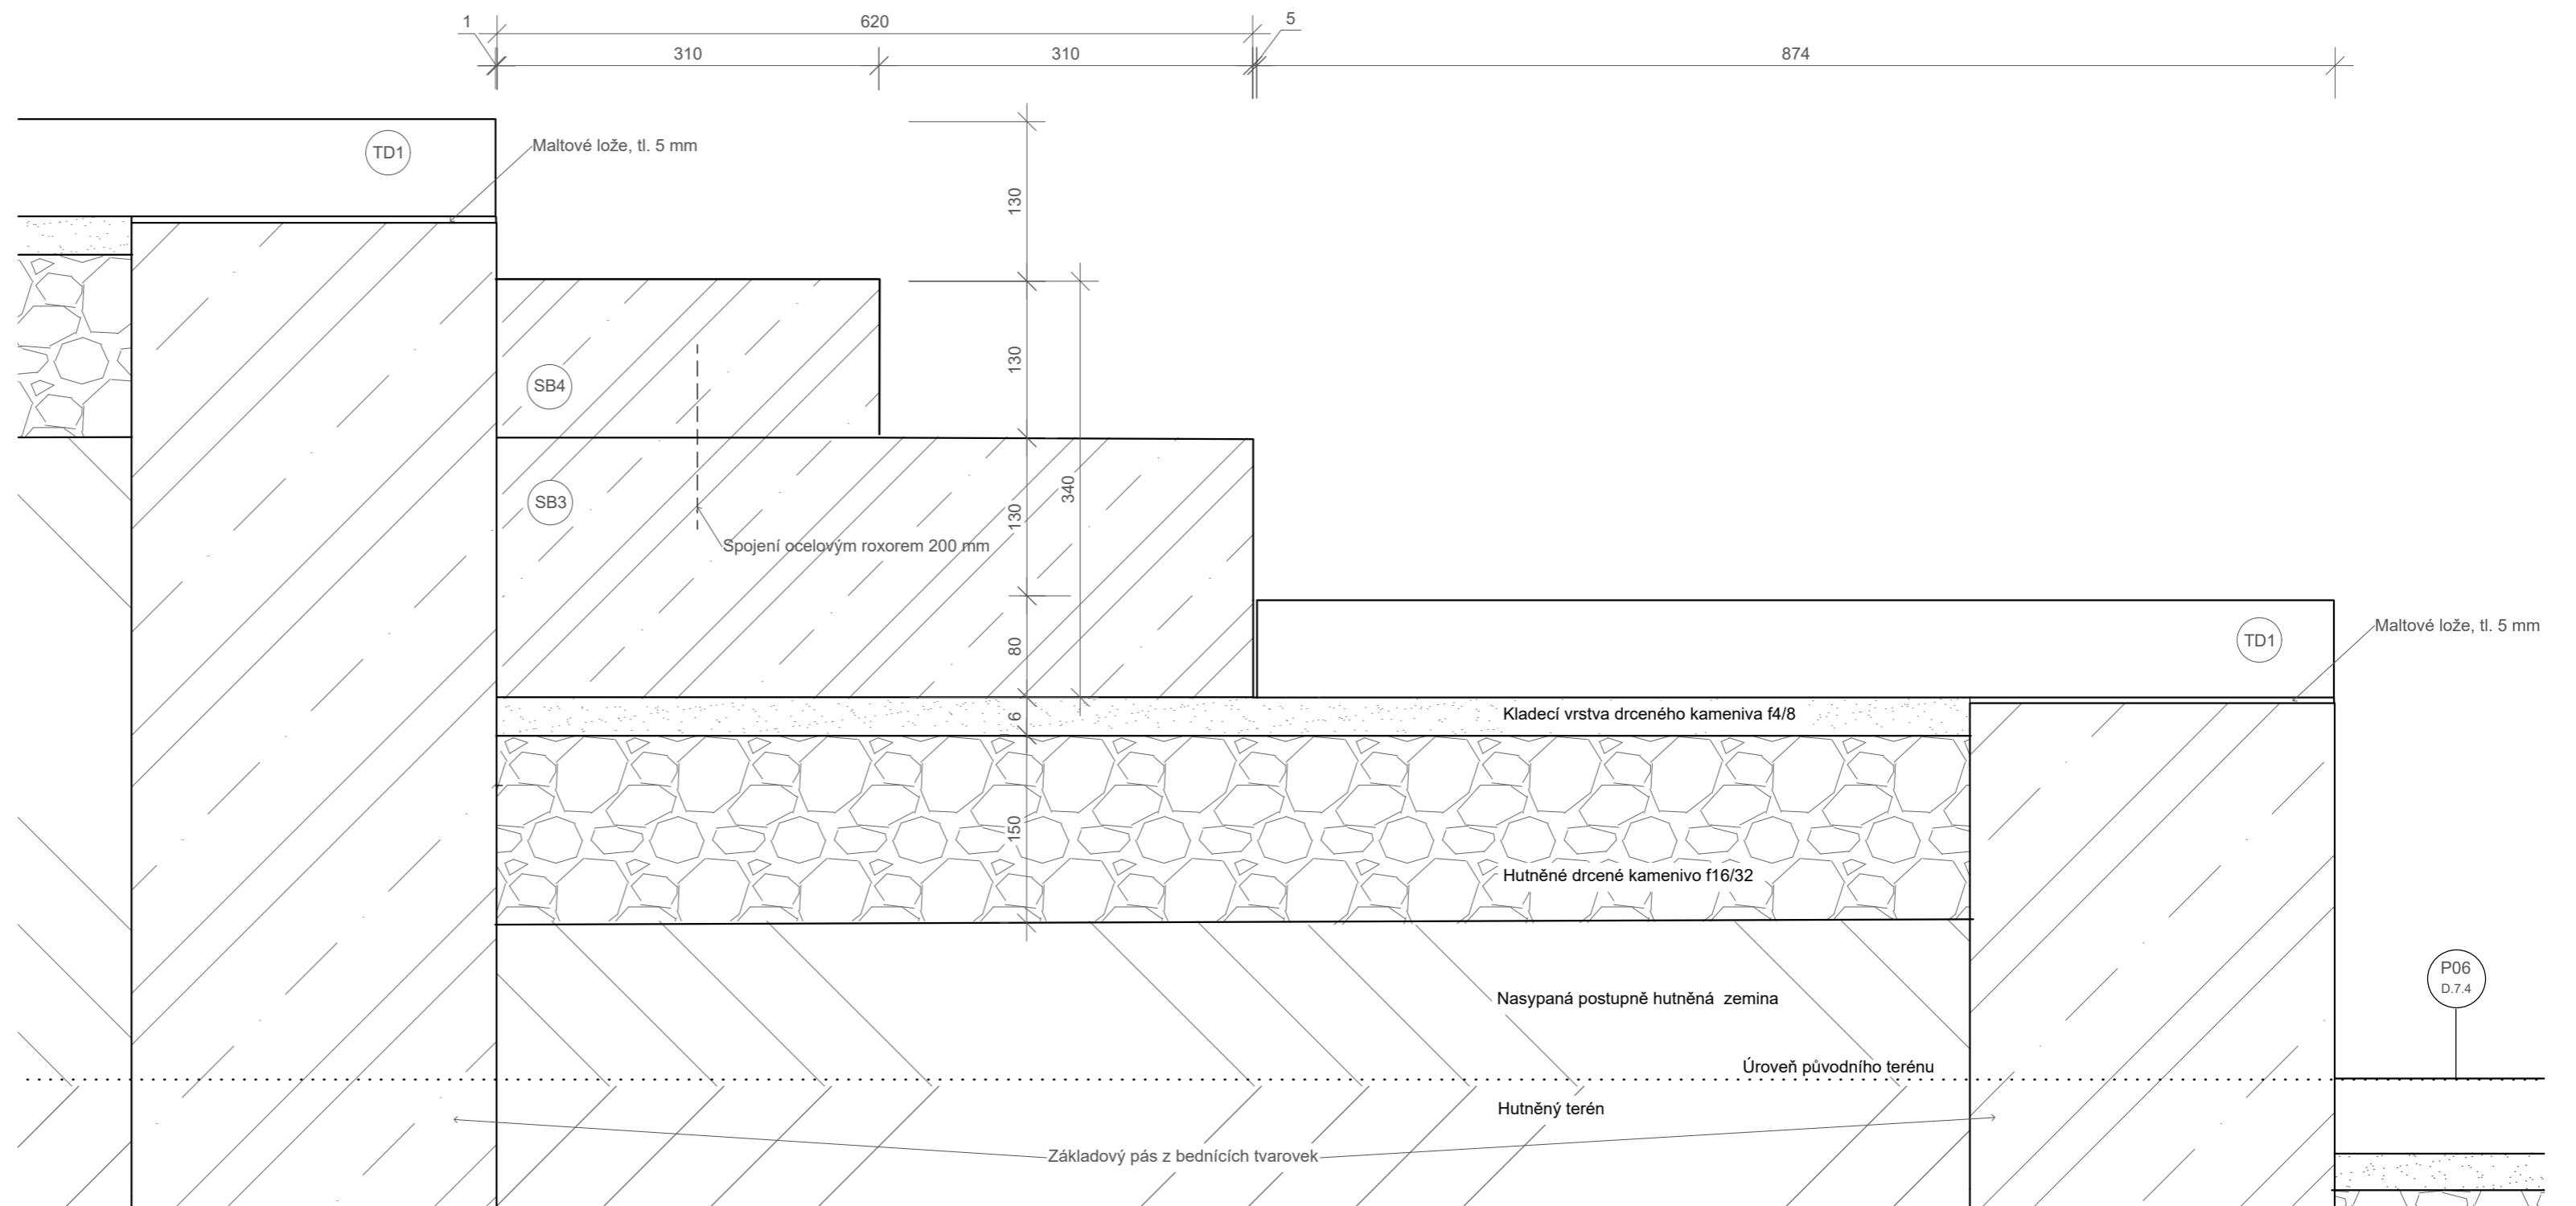 1
620
5
310
310
874
TD1
Maltové lože, tl. 5 mm
130
130
SB4
340
130
SB3
Spojení ocelovým roxorem 200 mm
80
TD1
Maltové lože, tl. 5 mm
6
Kladecí vrstva drceného kameniva f4/8
150
Hutněné drcené kamenivo f16/32
P06
D.7.4
Nasypaná postupně hutněná zemina
Úroveň původního terénu
Hutněný terén
Základový pás z bednících tvarovek